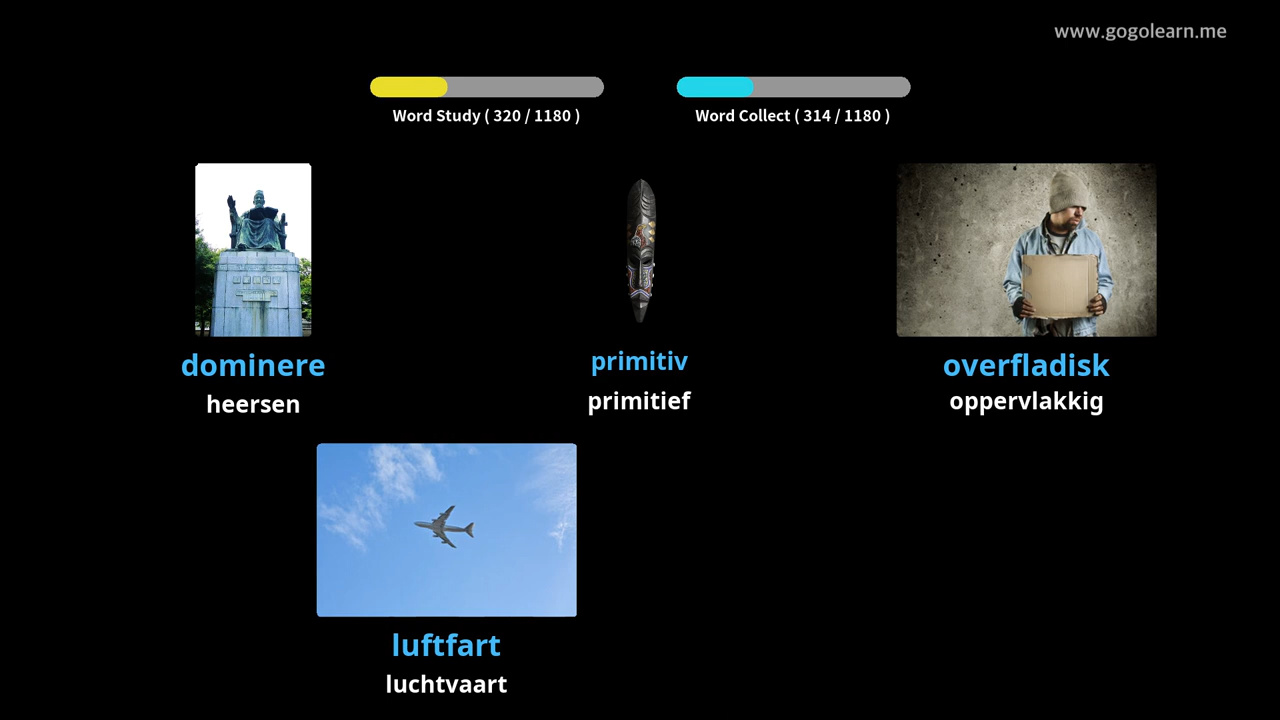 www.gogolearn.me
Word Study ( 320 / 1180 )
Word Collect ( 314 / 1180 )
dominere
heersen
primitiv
primitief
overfladisk
oppervlakkig
luftfart
luchtvaart